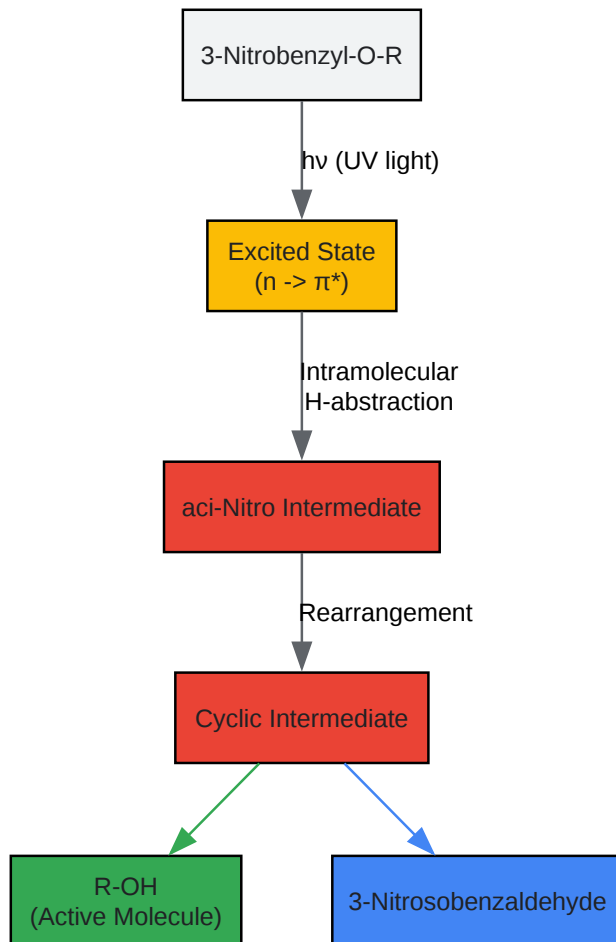 3-Nitrobenzyl-O-R
hν (UV light)
Excited State
(n -> π*)
Intramolecular
H-abstraction
aci-Nitro Intermediate
Rearrangement
Cyclic Intermediate
R-OH
(Active Molecule)
3-Nitrosobenzaldehyde